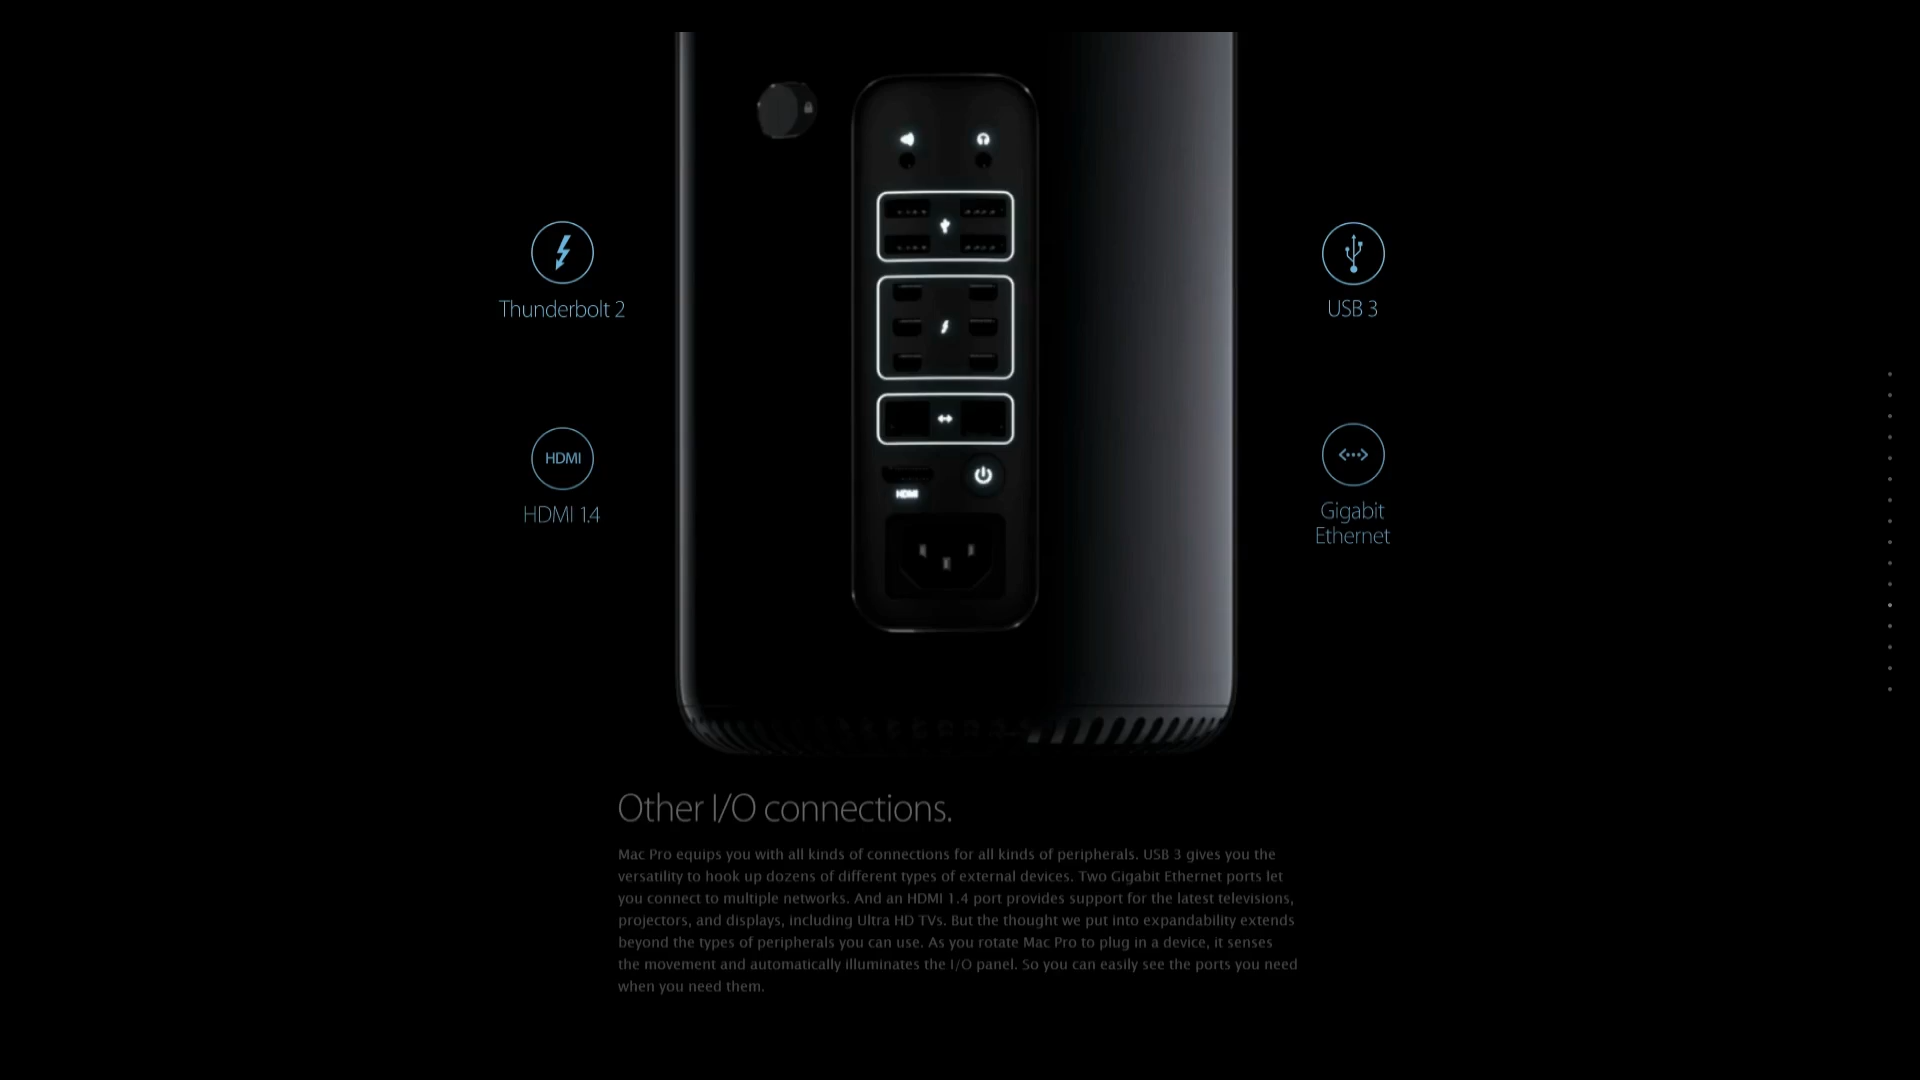 Thunderbolt 2
USB 3
HDMI
HDMI 1.4
Gigabit
Ethernet
HDMI
Other I/O connections.
Mac Pro equips you with all kinds of connections for all kinds of peripherals. USB 3 gives you the
versatility to hook up dozens of different types of external devices. Two Gigabit Ethernet ports let
you connect to multiple networks. And an HDMI 1.4 port provides support for the latest televisions,
projectors, and displays, including Ultra HD TVs. But the thought we put into expandability extends
beyond the types of peripherals you can use. As you rotate Mac Pro to plug in a device, it senses
the movement and automatically illuminates the I/O panel. So you can easily see the ports you need
when you need them.